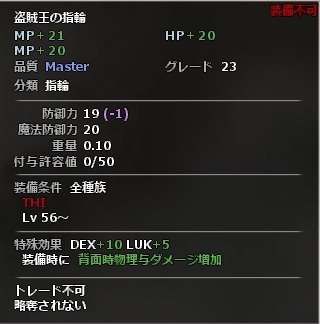 装備不可
盗賊王の指輪
MP+21 HP+20
MP+20
品質 Master グレード 23
分類 指輪
防御力 19 (-1)
魔法防御力 20
重量 0.10
付与許容値 0/50
装備条件 全種族
THI
Lv 56～
特殊効果 DEX+10 LUK+5
装備時に 背面時物理与ダメージ増加
トレード不可
略奪されない